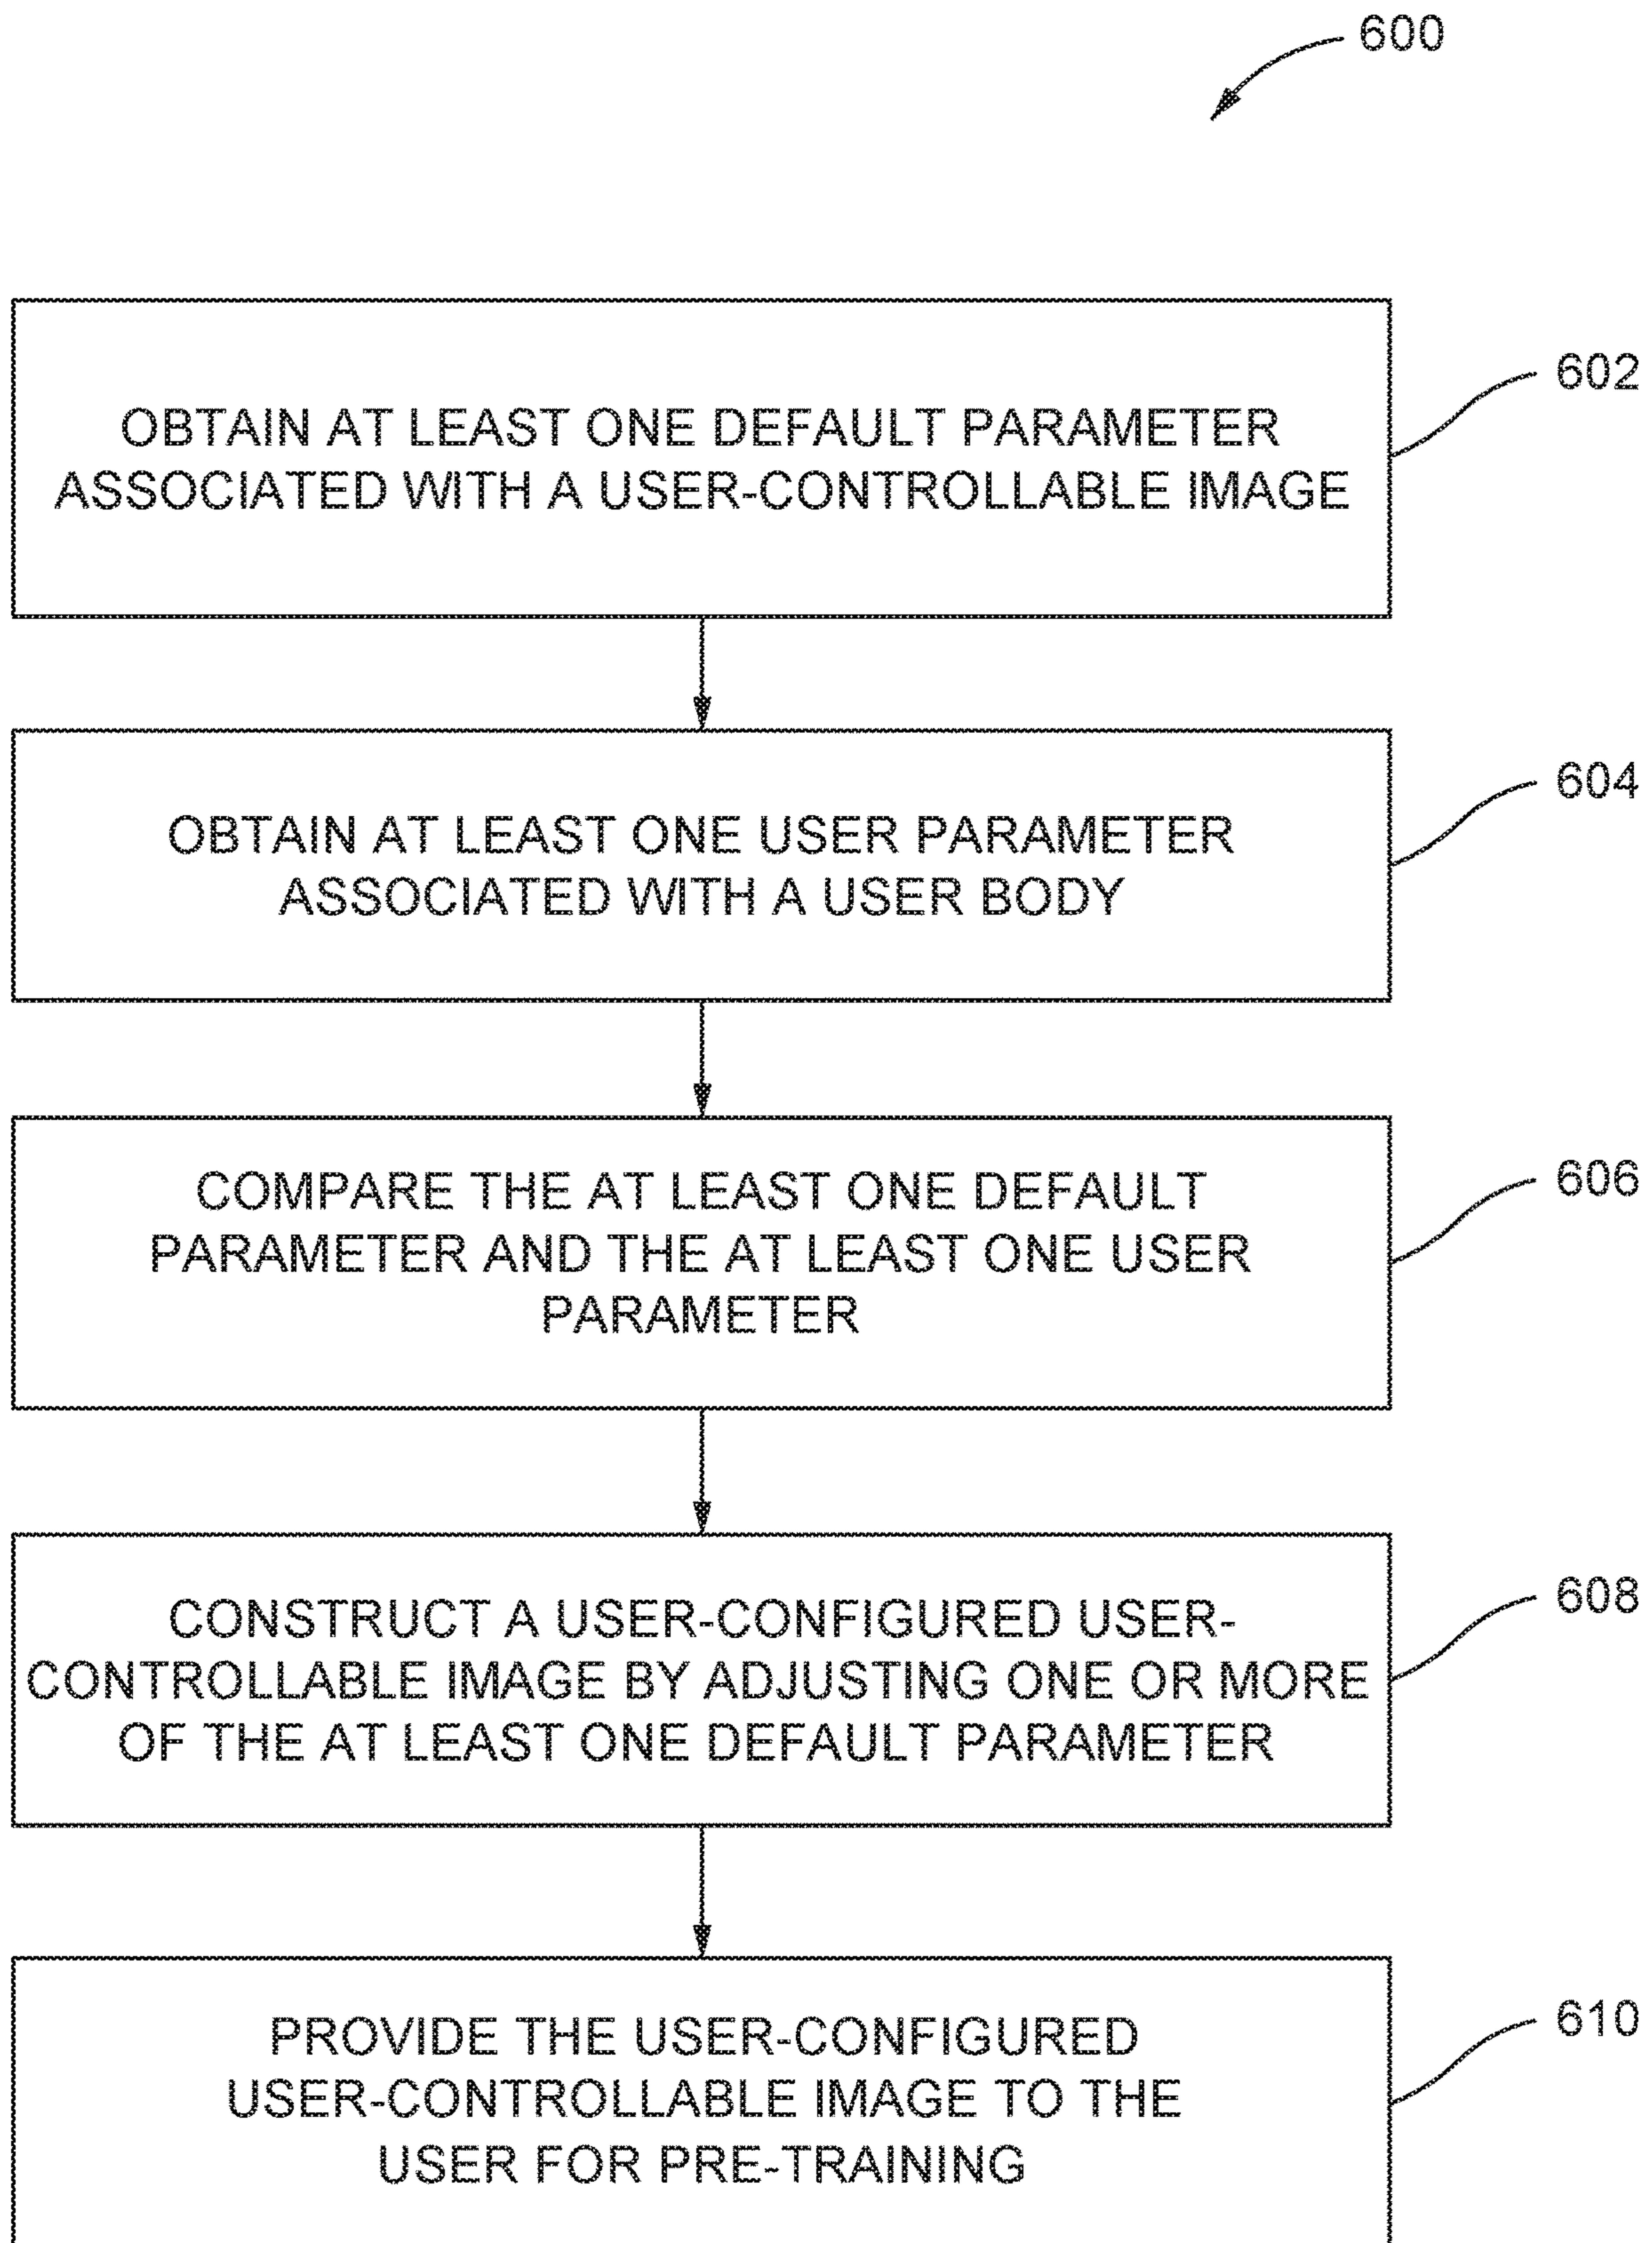 600
OBTAIN AT LEAST ONE DEFAULT PARAMETER
ASSOCIATED WITH A USER-CONTROLLABLE IMAGE
602
OBTAIN AT LEAST ONE USER PARAMETER
ASSOCIATED WITH A USER BODY
604
COMPARE THE AT LEAST ONE DEFAULT
PARAMETER AND THE AT LEAST ONE USER
PARAMETER
606
CONSTRUCT A USER-CONFIGURED USER-
CONTROLLABLE IMAGE BY ADJUSTING ONE OR MORE
OF THE AT LEAST ONE DEFAULT PARAMETER
608
PROVIDE THE USER-CONFIGURED
USER-CONTROLLABLE IMAGE TO THE
USER FOR PRE-TRAINING
610